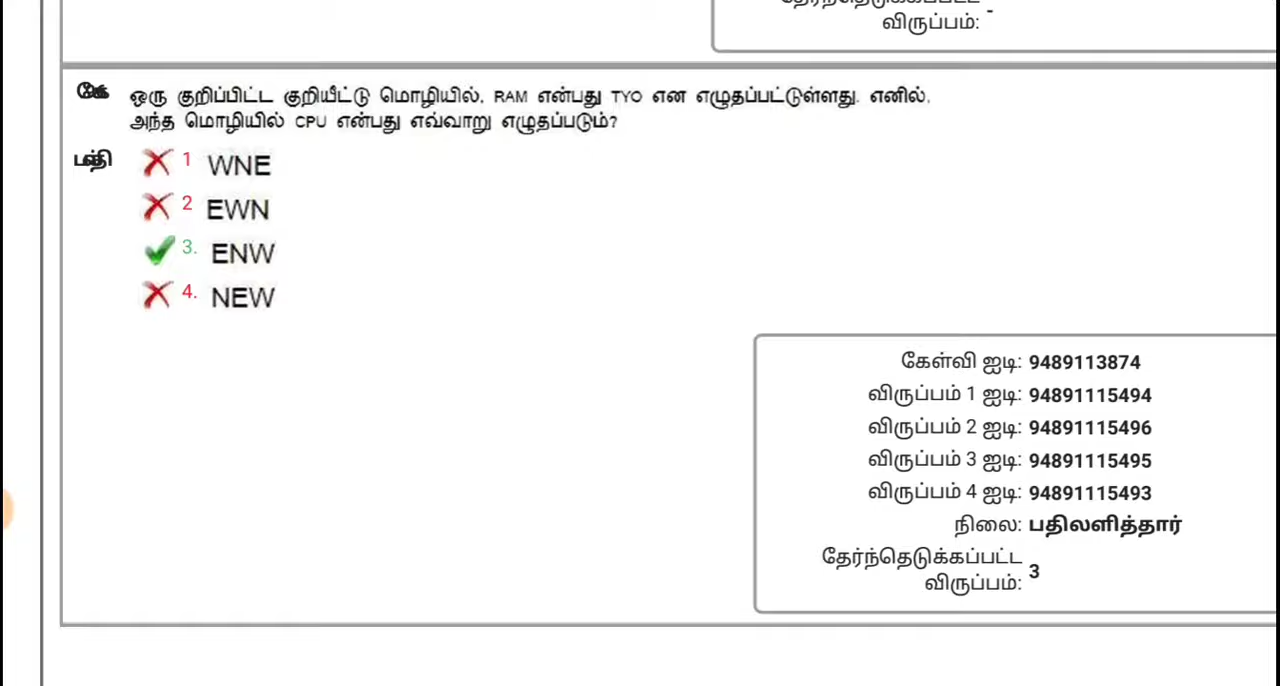 விருப்பம்: -
ஒரு குறிப்பிட்ட குறியீட்டு மொழியில், RAM என்பது TYO என எழுதப்பட்டுள்ளது. எனில்,
அந்த மொழியில் CPU என்பது எவ்வாறு எழுதப்படும்?
1 WNE
2 EWN
3. ENW
4. NEW
கேள்வி ஐடி: 9489113874
விருப்பம் 1 ஐடி: 94891115494
விருப்பம் 2 ஐடி: 94891115496
விருப்பம் 3 ஐடி: 94891115495
விருப்பம் 4 ஐடி: 94891115493
நிலை: பதிலளித்தார்
தேர்ந்தெடுக்கப்பட்ட
விருப்பம்: 3